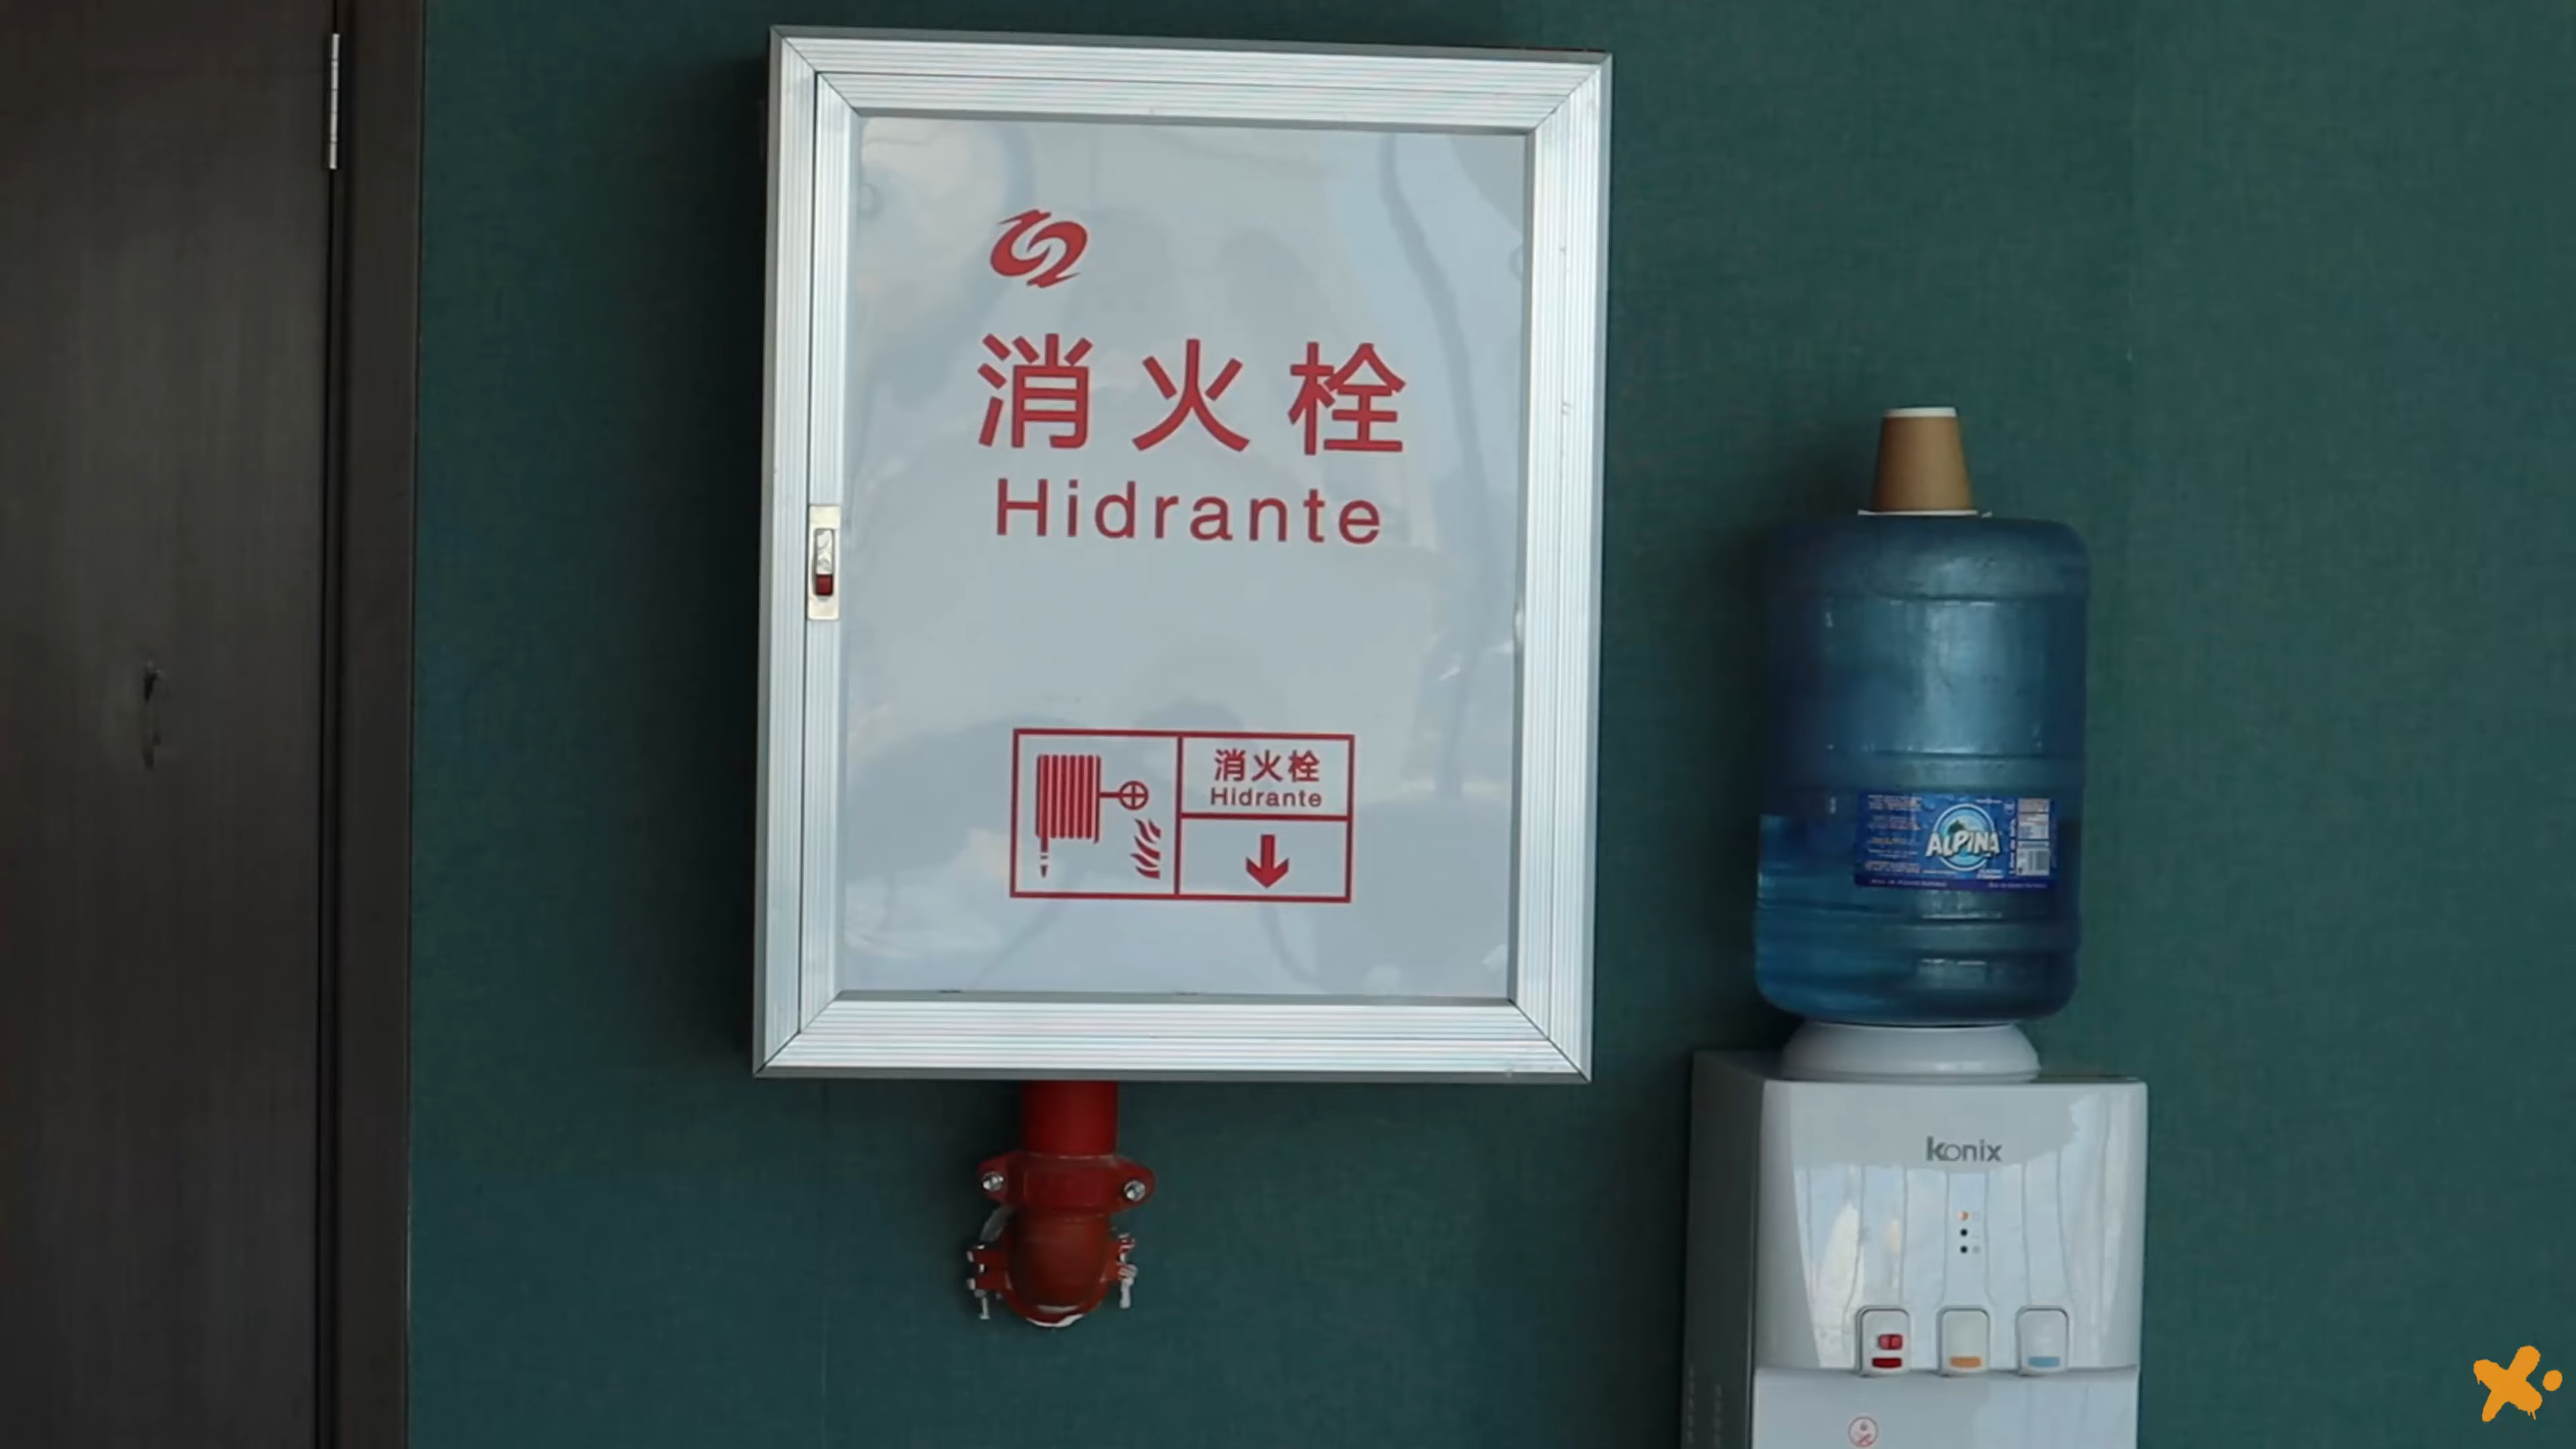 消火栓
Hidrante
消火栓
Hidrante
ALPINA
konix